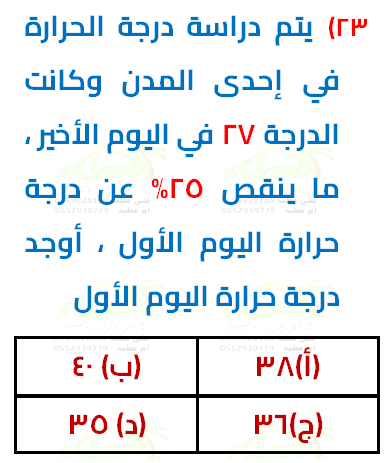 ٢٣) يتم دراسة درجة الحرارة
في إحدى المدن وكانت
الدرجة ٢٧ في اليوم الأخير ،
ما ينقص ٢٥% عن درجة
حرارة اليوم الأول ، أوجد
درجة حرارة اليوم الأول
(أ)٣٨ (ب) ٤٠
(ج)٣٦ (د) ٣٥